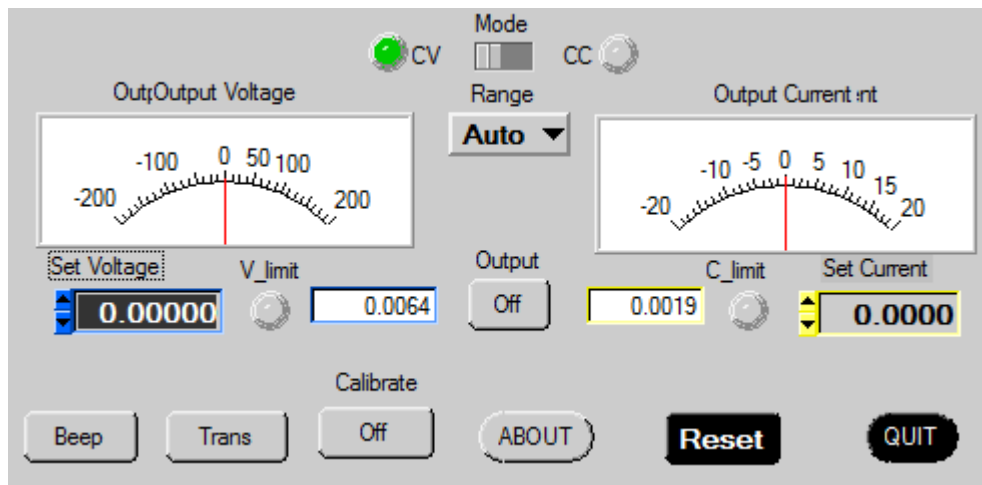 Mode
CV CC
OutpOutput Voltage Range Output Current nt
Auto
-200 -100 0 50 100 200
-20 -10 -5 0 5 10 15 20
Set Voltage V_limit Output C_limit Set Current
0.00000 0.0064 Off 0.0019 0.0000
Calibrate
Beep Trans Off ABOUT Reset QUIT